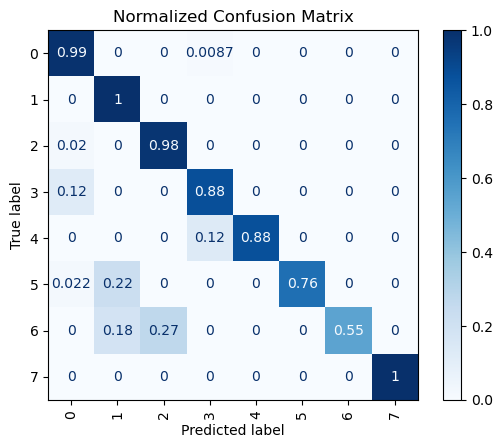 Normalized Confusion Matrix
0 0.99 0 0 0.0087 0 0 0 0
1 0 1 0 0 0 0 0 0
2 0.02 0 0.98 0 0 0 0 0
3 0.12 0 0 0.88 0 0 0 0
4 0 0 0 0.12 0.88 0 0 0
5 0.022 0.22 0 0 0 0.76 0 0
6 0 0.18 0.27 0 0 0 0.55 0
7 0 0 0 0 0 0 0 1
0 1 2 3 4 5 6 7
Predicted label
True label
1.0
0.8
0.6
0.4
0.2
0.0